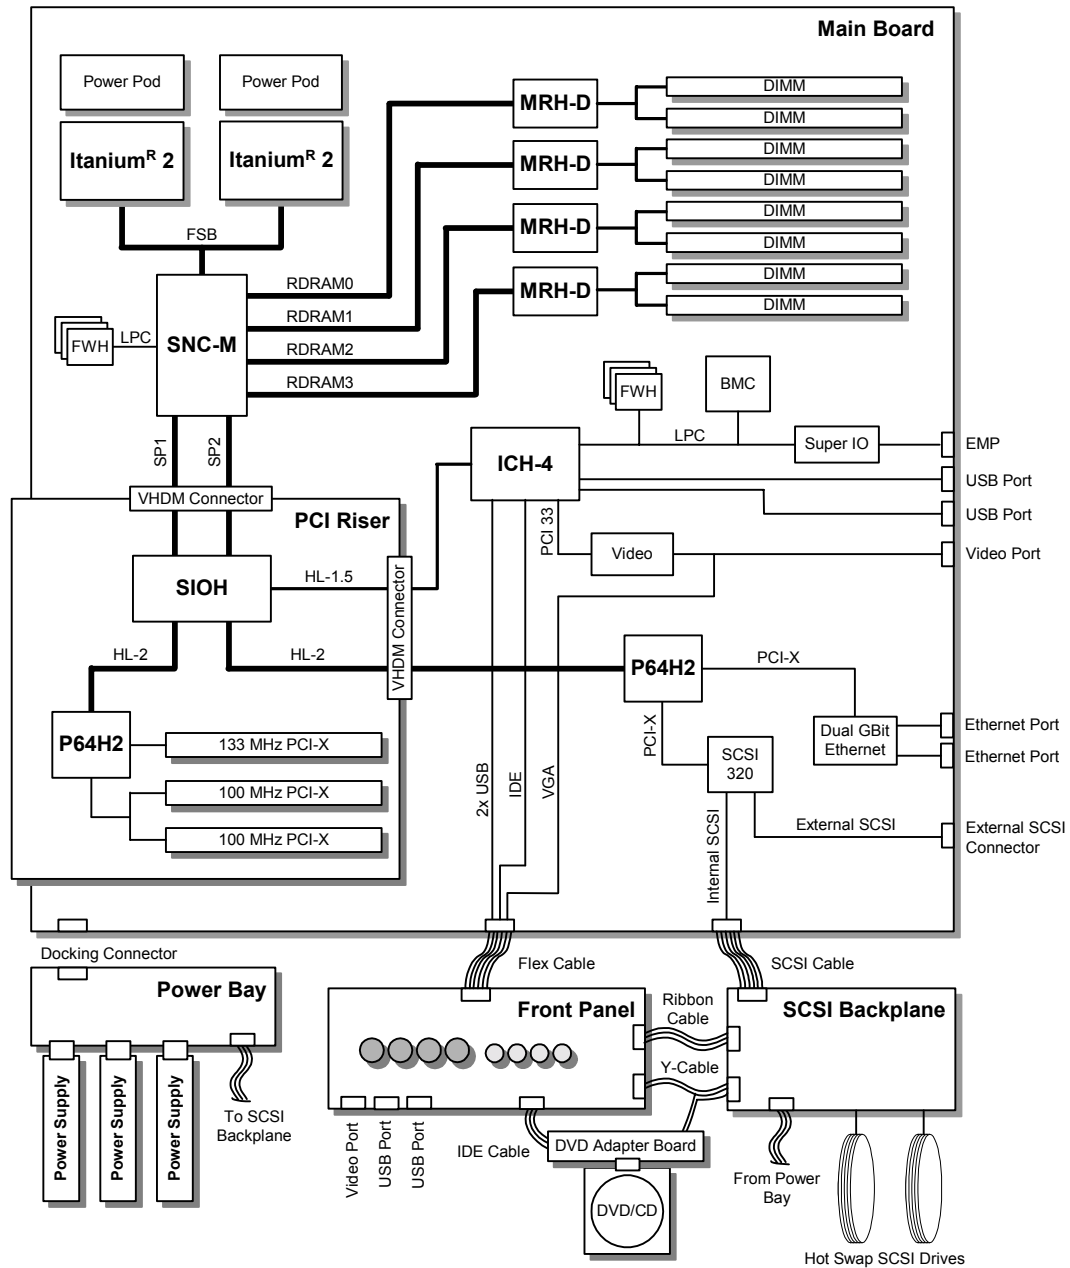 Main Board
Power Pod
Power Pod
Itanium^R 2
Itanium^R 2
FSB
MRH-D
MRH-D
MRH-D
MRH-D
DIMM
DIMM
DIMM
DIMM
DIMM
DIMM
DIMM
DIMM
RDRAM0
RDRAM1
RDRAM2
RDRAM3
SNC-M
LPC
FWH
SP1
SP2
FWH
BMC
LPC
Super IO
EMP
ICH-4
USB Port
USB Port
PCI 33
Video
Video Port
VHDM Connector
PCI Riser
SIOH
HL-1.5
VHDM Connector
HL-2
HL-2
P64H2
133 MHz PCI-X
100 MHz PCI-X
100 MHz PCI-X
P64H2
PCI-X
PCI-X
Dual GBit
Ethernet
Ethernet Port
Ethernet Port
SCSI
320
2x USB
IDE
VGA
Internal SCSI
External SCSI
External SCSI
Connector
Docking Connector
Power Bay
Power Supply
Power Supply
Power Supply
To SCSI
Backplane
Flex Cable
SCSI Cable
Front Panel
Ribbon
Cable
Y-Cable
SCSI Backplane
Video Port
USB Port
USB Port
IDE Cable
DVD Adapter Board
DVD/CD
From Power
Bay
Hot Swap SCSI Drives